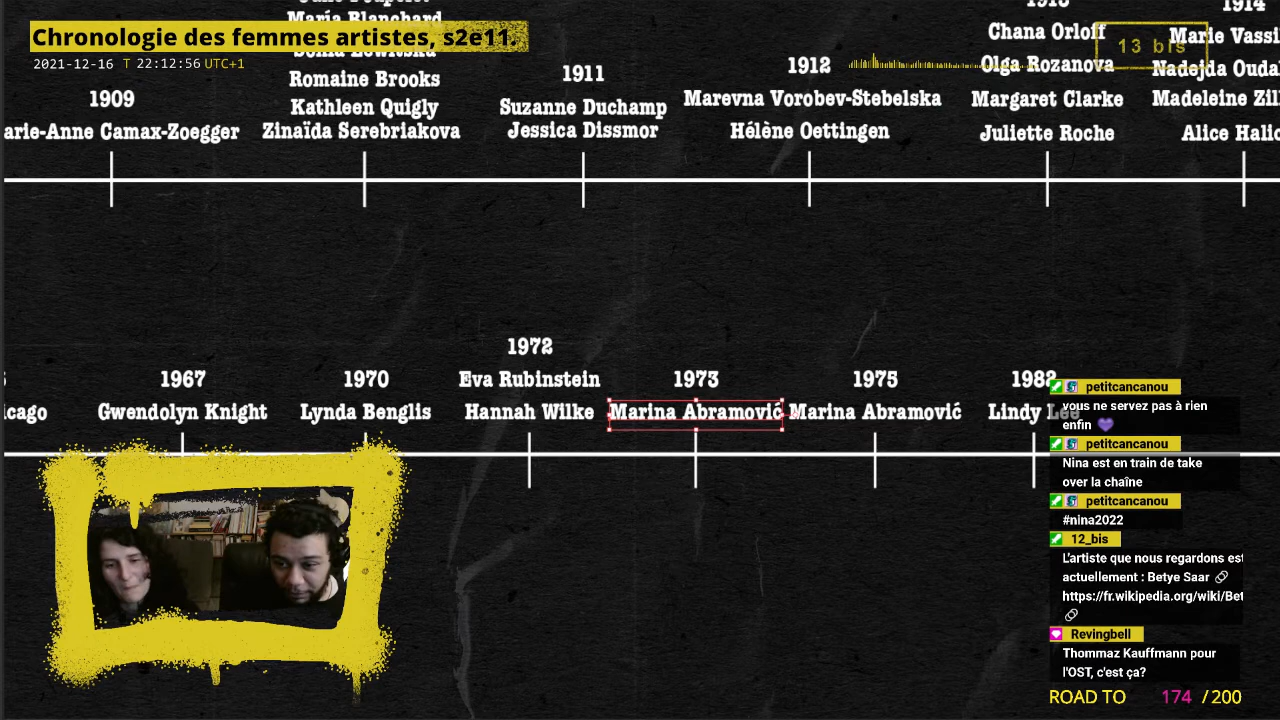 María Blanchard
Chronologie des femmes artistes, s2e11.
2021-12-16 T 22:12:56 UTC+1
13 bis
1909
arie-Anne Camax-Zoegger
Romaine Brooks
Kathleen Quigly
Zinaïda Serebriakova
1911
Suzanne Duchamp
Jessica Dissmor
1912
Marevna Vorobev-Stebelska
Hélène Oettingen
1913
Chana Orloff
Olga Rozanova
Margaret Clarke
Juliette Roche
1914
Marie Vassi
Nadejda Ouda
Madeleine Zil
Alice Halic
icago
1967
Gwendolyn Knight
1970
Lynda Benglis
1972
Eva Rubinstein
Hannah Wilke
1973
Marina Abramović
1975
Marina Abramović
1982
Lindy Lee
petitcancanou
vous ne servez pas à rien
enfin 💜
petitcancanou
Nina est en train de take
over la chaîne
petitcancanou
#nina2022
12_bis
L'artiste que nous regardons est
actuellement : Betye Saar
https://fr.wikipedia.org/wiki/Bet
Revingbell
Thommaz Kauffmann pour
l'OST, c'est ça?
ROAD TO 174 / 200